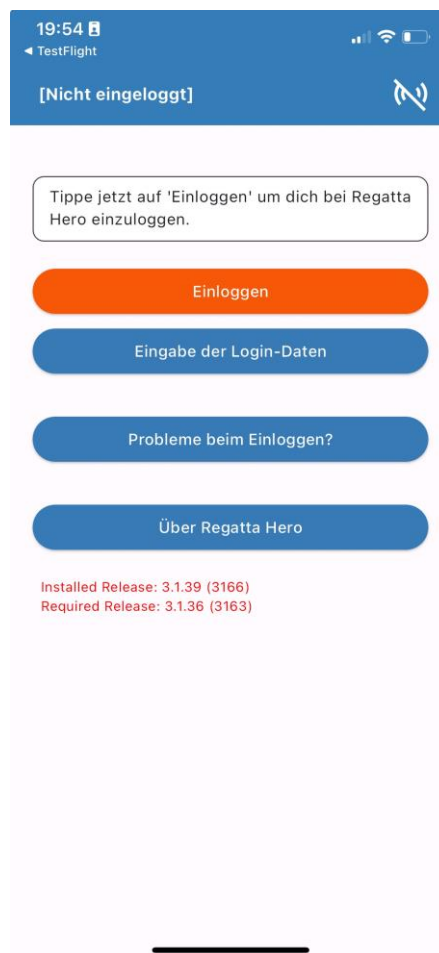 19:54
◀ TestFlight
[Nicht eingeloggt]
Tippe jetzt auf 'Einloggen' um dich bei Regatta
Hero einzuloggen.
Einloggen
Eingabe der Login-Daten
Probleme beim Einloggen?
Über Regatta Hero
Installed Release: 3.1.39 (3166)
Required Release: 3.1.36 (3163)